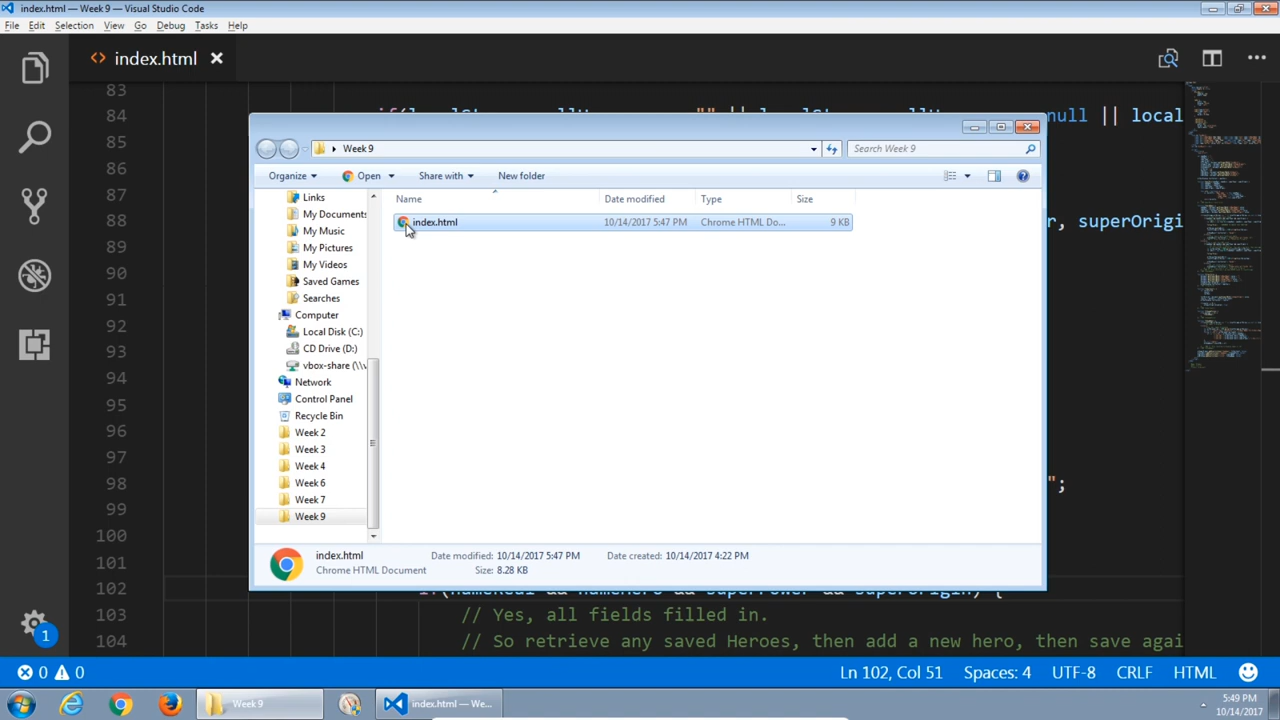 index.html — Week 9 — Visual Studio Code
File Edit Selection View Go Debug Tasks Help
index.html
83
84
null || local
85
Week 9
Search Week 9
86
Organize Open Share with New folder
87
Links
Name Date modified Type Size
My Documents
88
index.html 10/14/2017 5:47 PM Chrome HTML Do... 9 KB
, superOrigi
My Music
89
My Pictures
90
My Videos
Saved Games
91
Searches
Computer
92
Local Disk (C:)
93
CD Drive (D:)
vbox-share (\\v
94
Network
Control Panel
95
Recycle Bin
96
Week 2
Week 3
97
Week 4
98
Week 6
";
99
Week 7
100
Week 9
101
index.html Date modified: 10/14/2017 5:47 PM Date created: 10/14/2017 4:22 PM
Chrome HTML Document Size: 8.28 KB
102
103 // Yes, all fields filled in.
104 // So retrieve any saved Heroes, then add a new hero, then save agai
1
0 0
Ln 102, Col 51 Spaces: 4 UTF-8 CRLF HTML
Week 9
index.html — We...
5:49 PM
10/14/2017